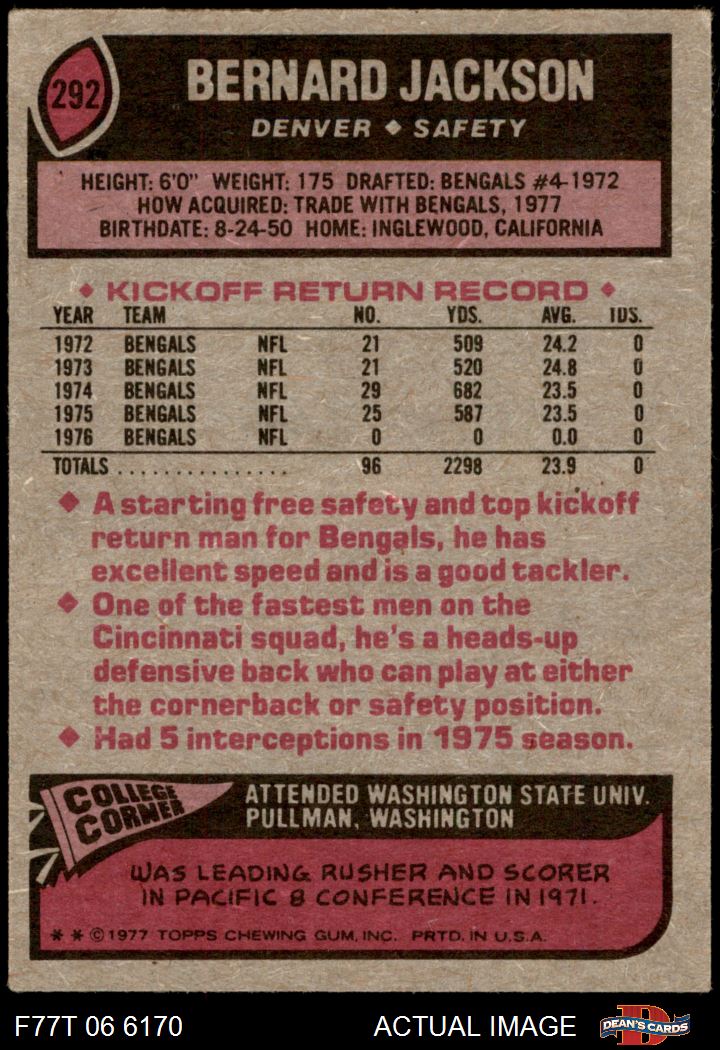 292
BERNARD JACKSON
DENVER ◆ SAFETY
HEIGHT: 6'0" WEIGHT: 175 DRAFTED: BENGALS #4-1972
HOW ACQUIRED: TRADE WITH BENGALS, 1977
BIRTHDATE: 8-24-50 HOME: INGLEWOOD, CALIFORNIA
◆ KICKOFF RETURN RECORD ◆
YEAR TEAM NO. YDS. AVG. TDS.
1972 BENGALS NFL 21 509 24.2 0
1973 BENGALS NFL 21 520 24.8 0
1974 BENGALS NFL 29 682 23.5 0
1975 BENGALS NFL 25 587 23.5 0
1976 BENGALS NFL 0 0 0.0 0
TOTALS . . . . . . . . . . . . . . . . 96 2298 23.9 0
◆ A starting free safety and top kickoff
return man for Bengals, he has
excellent speed and is a good tackler.
◆ One of the fastest men on the
Cincinnati squad, he's a heads-up
defensive back who can play at either
the cornerback or safety position.
◆ Had 5 interceptions in 1975 season.
COLLEGE
CORNER
ATTENDED WASHINGTON STATE UNIV.
PULLMAN, WASHINGTON
WAS LEADING RUSHER AND SCORER
IN PACIFIC 8 CONFERENCE IN 1971.
* * © 1977 TOPPS CHEWING GUM, INC. PRTD. IN U.S.A.
F77T 06 6170 ACTUAL IMAGE
D
DEAN'S CARDS